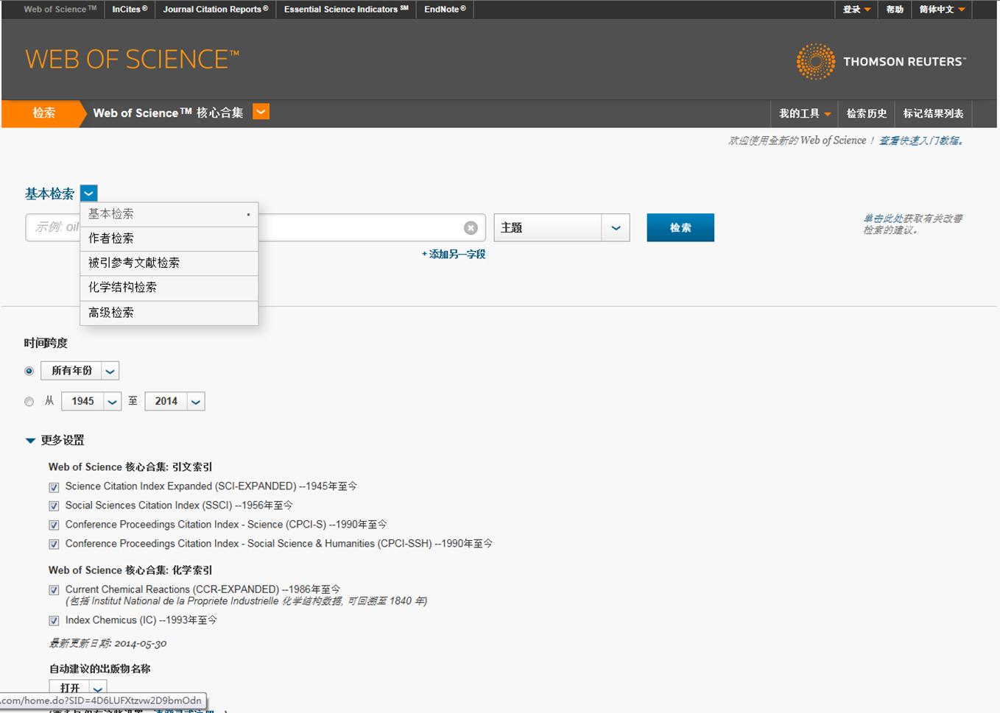 Web of Science™ InCites® Journal Citation Reports® Essential Science Indicators℠ EndNote® 登录 帮助 简体中文
WEB OF SCIENCE™
THOMSON REUTERS™
检索 Web of Science™ 核心合集 我的工具 检索历史 标记结果列表
欢迎使用全新的 Web of Science！ 查看快速入门教程。
基本检索
基本检索
示例: oil
主题
检索
单击此处获取有关改善
检索的建议。
作者检索
+ 添加另一字段
被引参考文献检索
化学结构检索
高级检索
时间跨度
所有年份
从 1945 至 2014
更多设置
Web of Science 核心合集: 引文索引
Science Citation Index Expanded (SCI-EXPANDED) --1945年至今
Social Sciences Citation Index (SSCI) --1956年至今
Conference Proceedings Citation Index - Science (CPCI-S) --1990年至今
Conference Proceedings Citation Index - Social Science & Humanities (CPCI-SSH) --1990年至今
Web of Science 核心合集: 化学索引
Current Chemical Reactions (CCR-EXPANDED) --1986年至今
(包括 Institut National de la Propriete Industrielle 化学结构数据, 可回溯至 1840 年)
Index Chemicus (IC) --1993年至今
最新更新日期: 2014-05-30
自动建议的出版物名称
打开
.com/home.do?SID=4D6LUFXtzvw2D9bmOdn